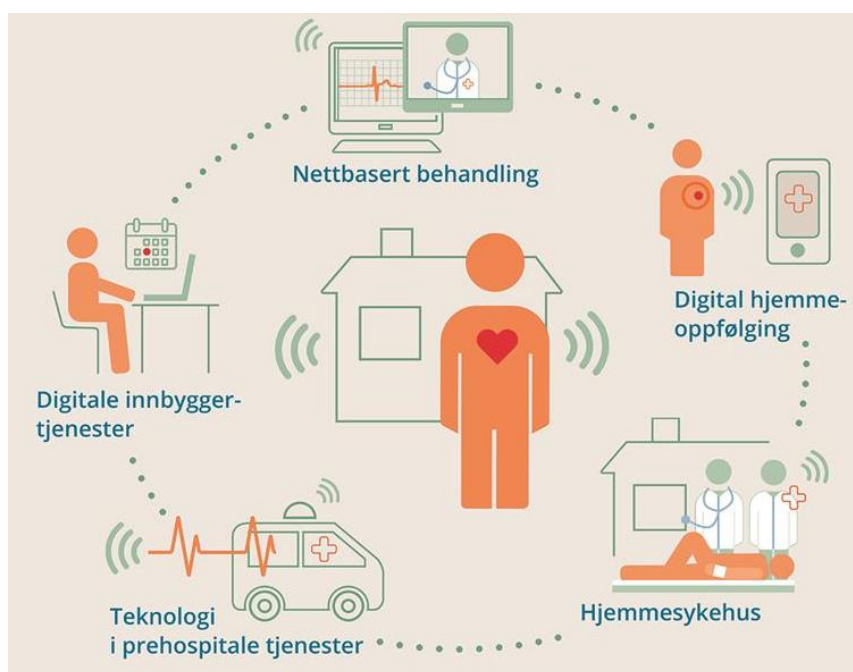 Nettbasert behandling
Digital hjemme-
oppfølging
Digitale innbygger-
tjenester
Hjemmesykehus
Teknologi
i prehospitale tjenester